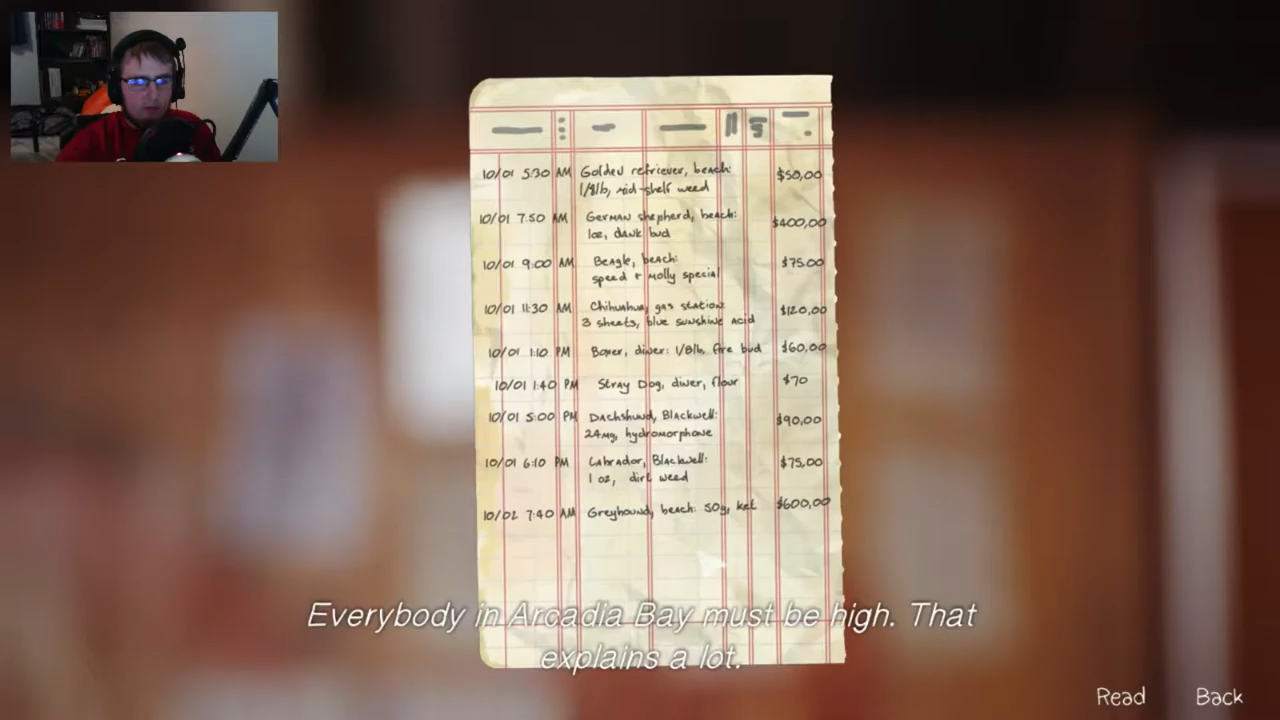 10/01 5:30 AM Golden retriever, beach: $50,00
1/8lb, mid-shelf weed
10/01 7:50 AM German shepherd, beach: $400,00
1oz, dank bud
10/01 9:00 AM Beagle, beach: $75.00
speed + molly special
10/01 11:30 AM Chihuahua, gas station: $120,00
3 sheets, blue sunshine acid
10/01 1:10 PM Boxer, diner: 1/8lb, fire bud $60,00
10/01 1:40 PM Stray Dog, diner, flour $70
10/01 5:00 PM Dachshund, Blackwell: $90,00
24mg, hydromorphone
10/01 6:10 PM Labrador, Blackwell: $75,00
1 oz, dirt weed
10/02 7:40 AM Greyhound, beach: 50g, ket $600,00
Everybody in Arcadia Bay must be high. That
explains a lot.
Read Back